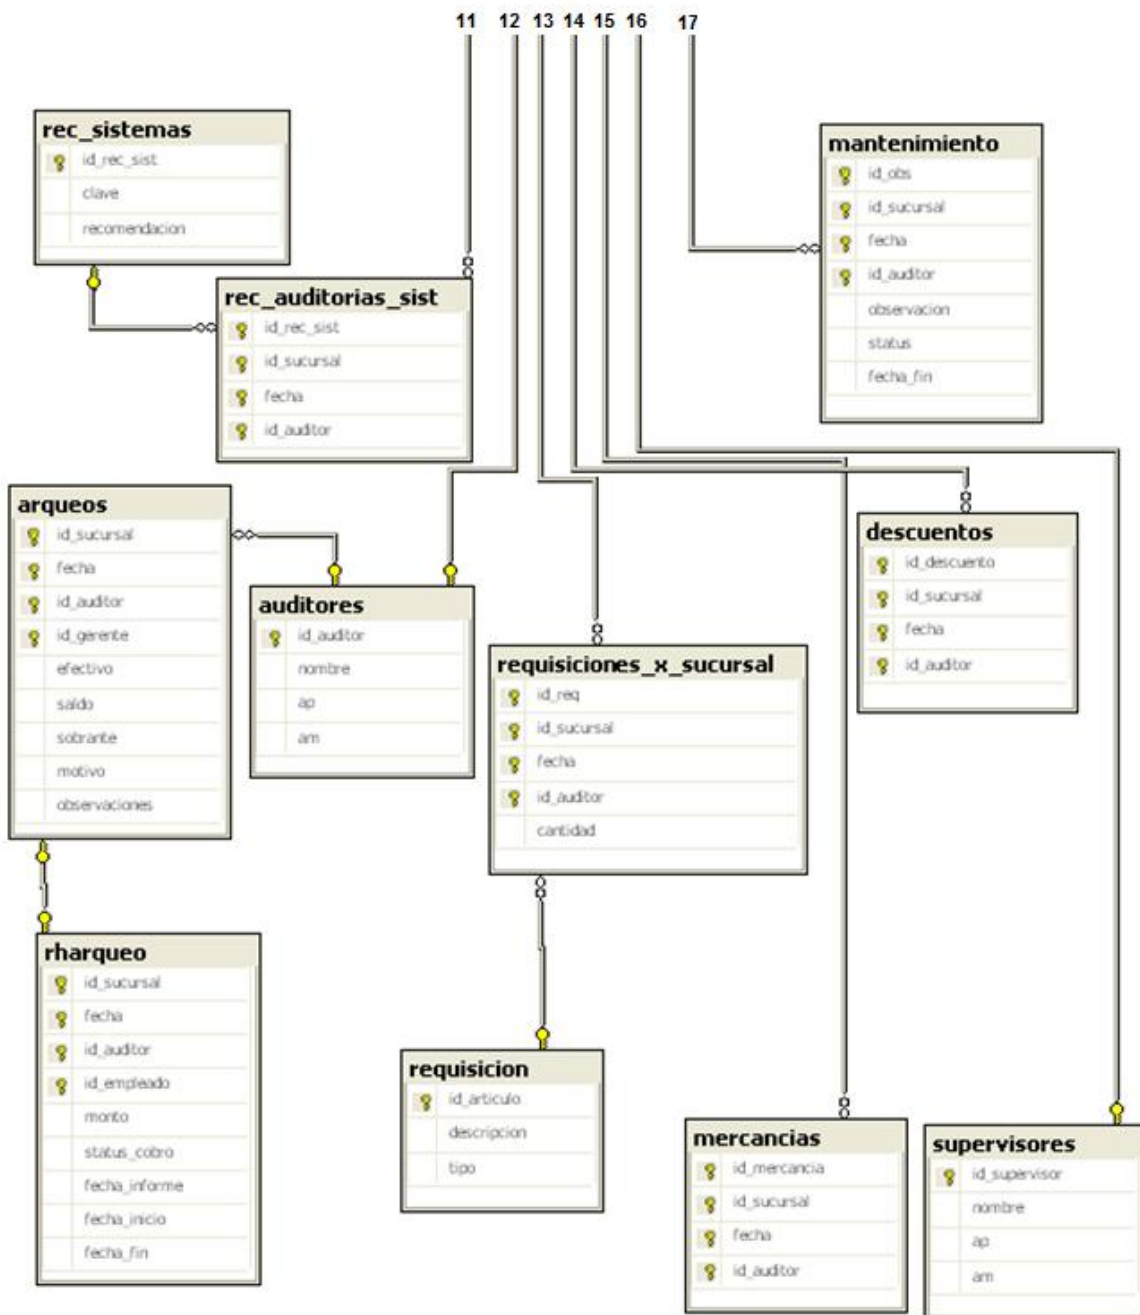 11 12 13 14 15 16 17
rec_sistemas
id_rec_sist
clave
recomendacion
mantenimiento
id_obs
id_sucursal
fecha
id_auditor
observacion
status
fecha_fin
rec_auditorias_sist
id_rec_sist
id_sucursal
fecha
id_auditor
arqueos
id_sucursal
fecha
id_auditor
id_gerente
efectivo
saldo
sobrante
motivo
observaciones
auditores
id_auditor
nombre
ap
am
requisiciones_x_sucursal
id_req
id_sucursal
fecha
id_auditor
cantidad
descuentos
id_descuento
id_sucursal
fecha
id_auditor
rharqueo
id_sucursal
fecha
id_auditor
id_empleado
monto
status_cobro
fecha_informe
fecha_inicio
fecha_fin
requisicion
id_articulo
descripcion
tipo
mercancias
id_mercancia
id_sucursal
fecha
id_auditor
supervisores
id_supervisor
nombre
ap
am